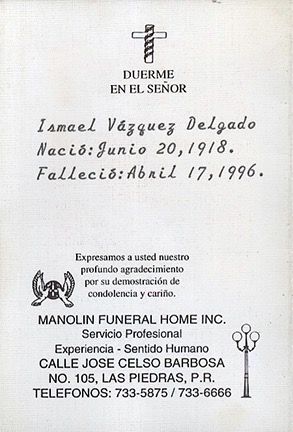 DUERME
EN EL SEÑOR
Ismael Vázquez Delgado
Nació:Junio 20,1918.
Falleció:Abril 17,1996.
Expresamos a usted nuestro
profundo agradecimiento
por su demostración de
condolencia y cariño.
MANOLIN FUNERAL HOME INC.
Servicio Profesional
Experiencia - Sentido Humano
CALLE JOSE CELSO BARBOSA
NO. 105, LAS PIEDRAS, P.R.
TELEFONOS: 733-5875 / 733-6666